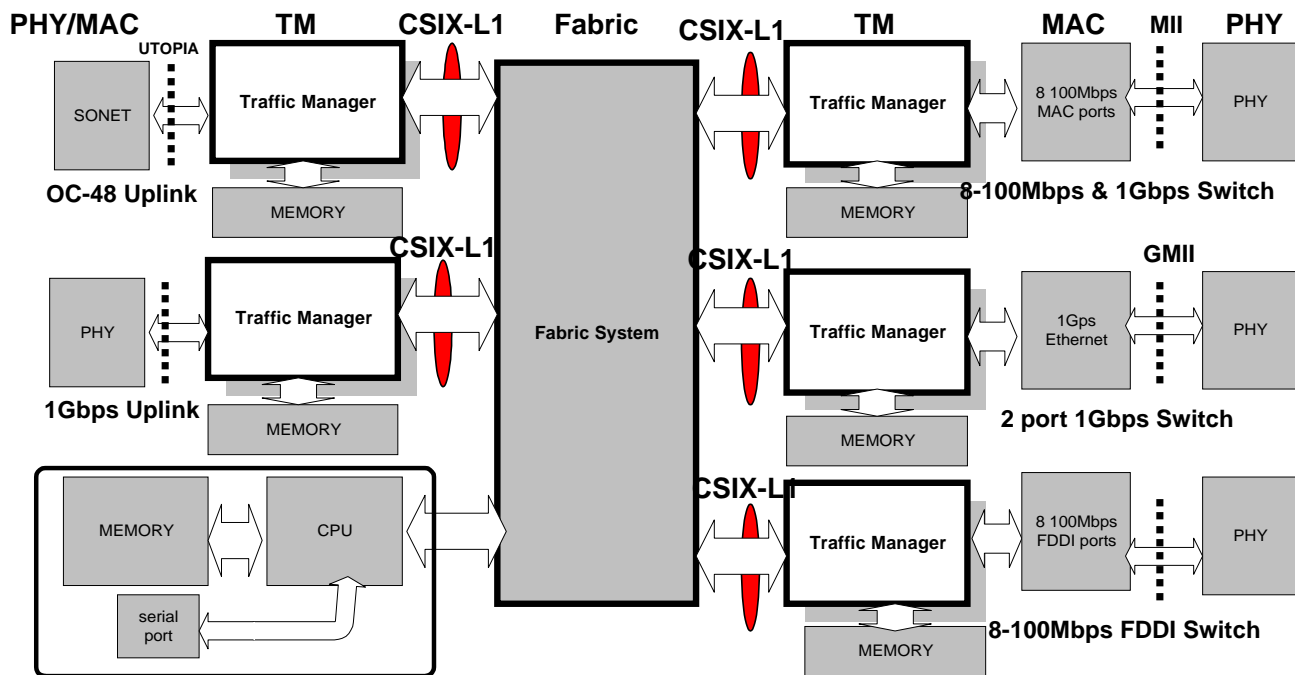 PHY/MAC
TM
CSIX-L1
Fabric
CSIX-L1
TM
MAC
MII
PHY
UTOPIA
SONET
Traffic Manager
Traffic Manager
8 100Mbps
MAC ports
PHY
OC-48 Uplink
MEMORY
MEMORY
8-100Mbps & 1Gbps Switch
CSIX-L1
CSIX-L1
GMII
PHY
Traffic Manager
Fabric System
Traffic Manager
1Gps
Ethernet
PHY
1Gbps Uplink
MEMORY
MEMORY
2 port 1Gbps Switch
CSIX-L1
MEMORY
CPU
Traffic Manager
8 100Mbps
FDDI ports
PHY
serial
port
MEMORY
8-100Mbps FDDI Switch